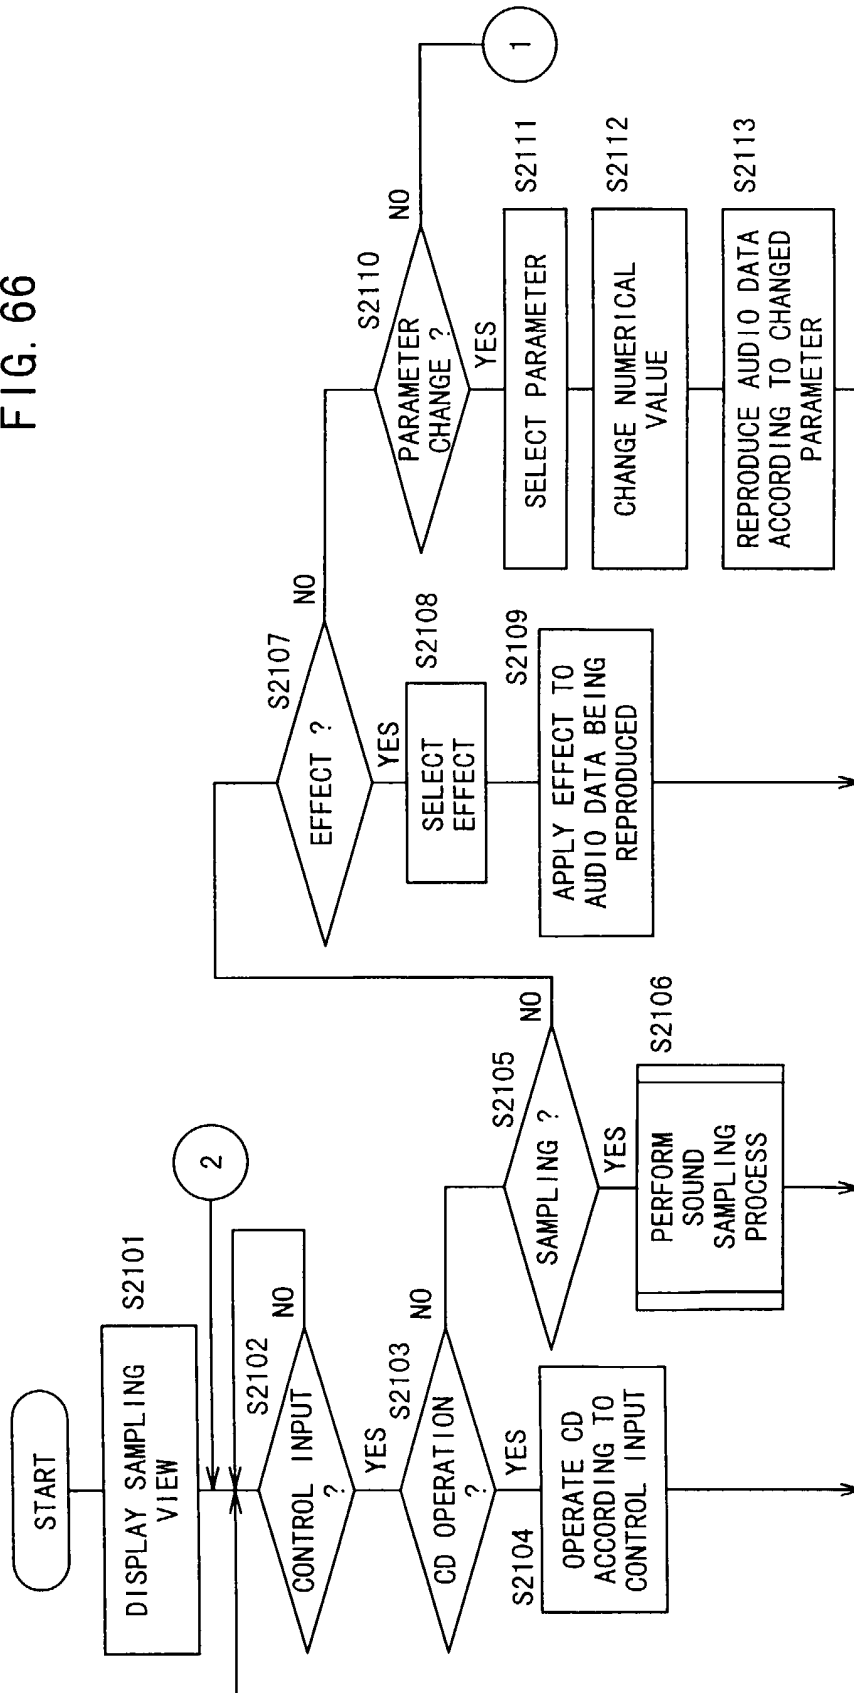 FIG. 66
START
DISPLAY SAMPLING
VIEW
S2101
2
CONTROL INPUT
?
S2102
NO
YES
CD OPERATION
?
S2103
NO
YES
S2104
OPERATE CD
ACCORDING TO
CONTROL INPUT
SAMPLING ?
S2105
NO
YES
S2106
PERFORM
SOUND
SAMPLING
PROCESS
EFFECT ?
S2107
NO
YES
S2108
SELECT
EFFECT
S2109
APPLY EFFECT TO
AUDIO DATA BEING
REPRODUCED
PARAMETER
CHANGE ?
S2110
NO
1
YES
S2111
SELECT PARAMETER
S2112
CHANGE NUMERICAL
VALUE
S2113
REPRODUCE AUDIO DATA
ACCORDING TO CHANGED
PARAMETER